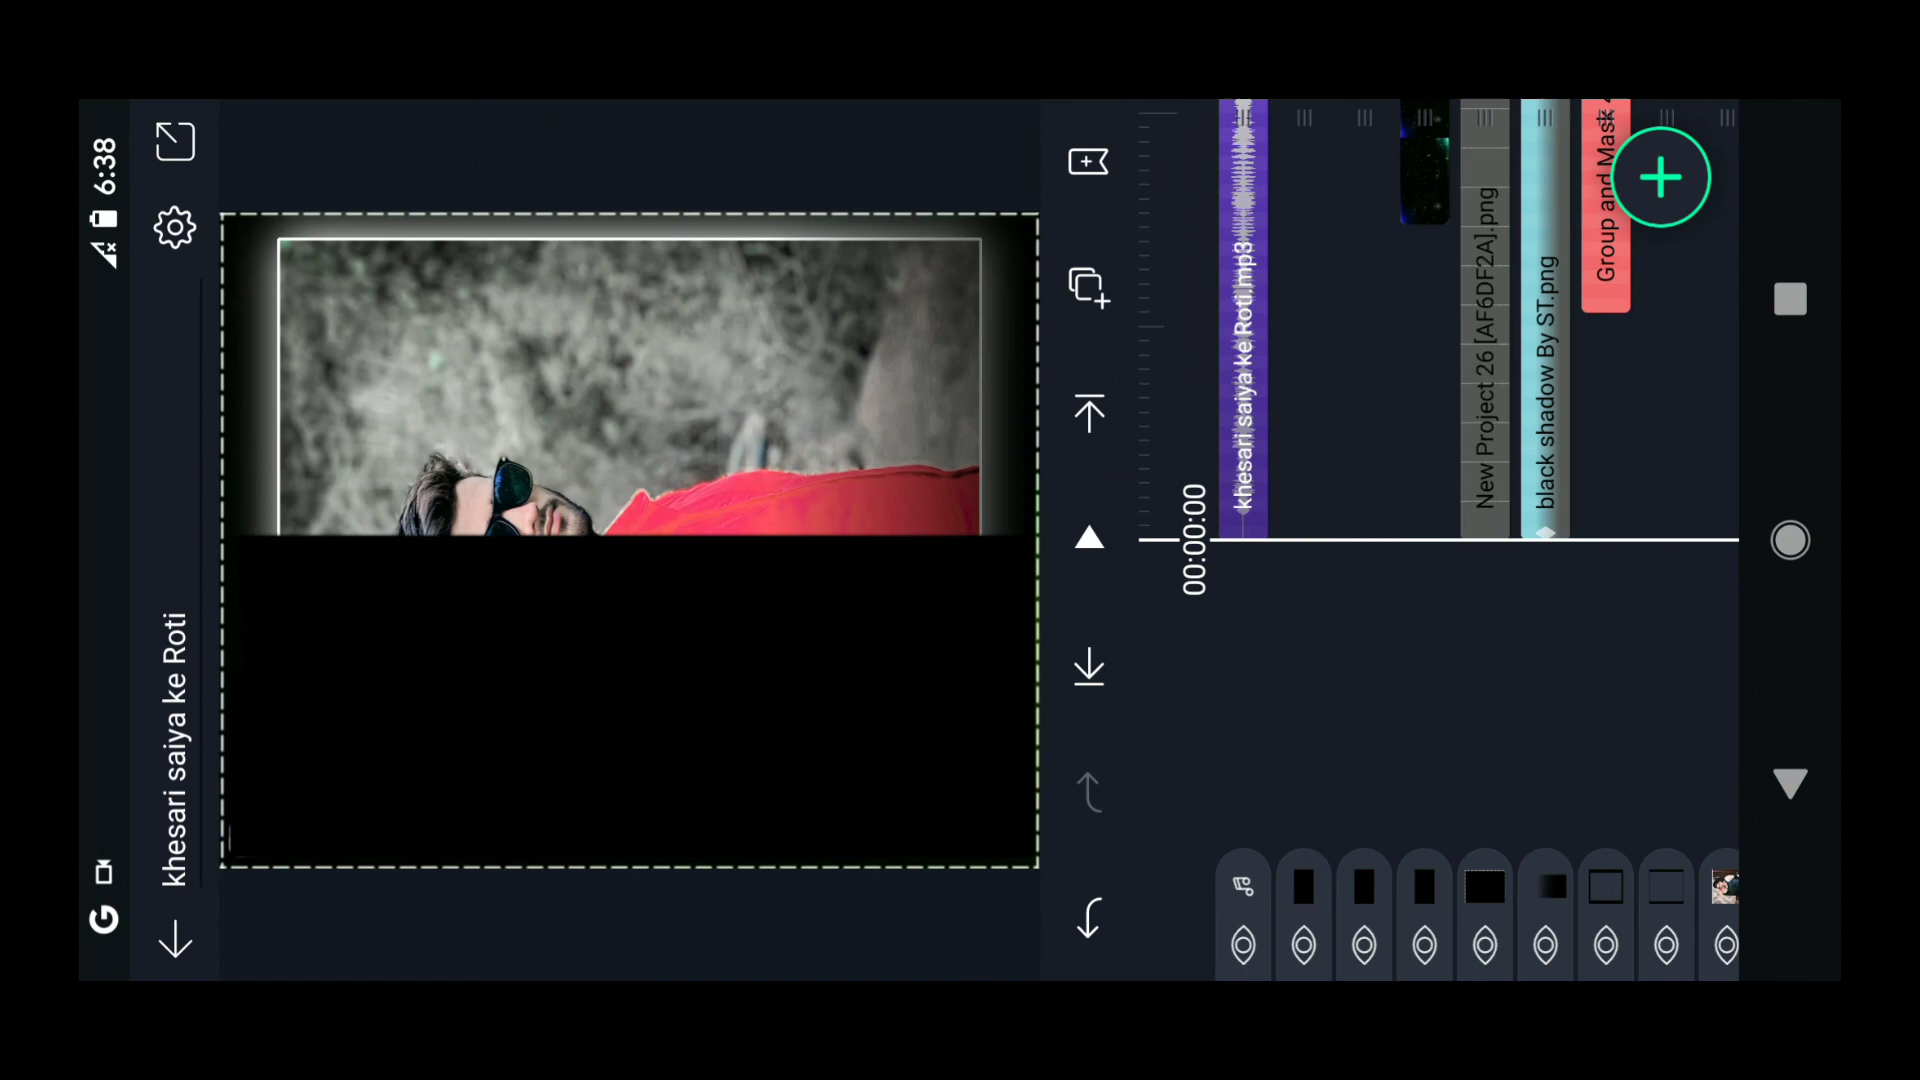 6:38
G
khesari saiya ke Roti
00:00:00
khesari saiya ke Roti.mp3
New Project 26 [AF6DF2A].png
black shadow By ST.png
Group and Mask